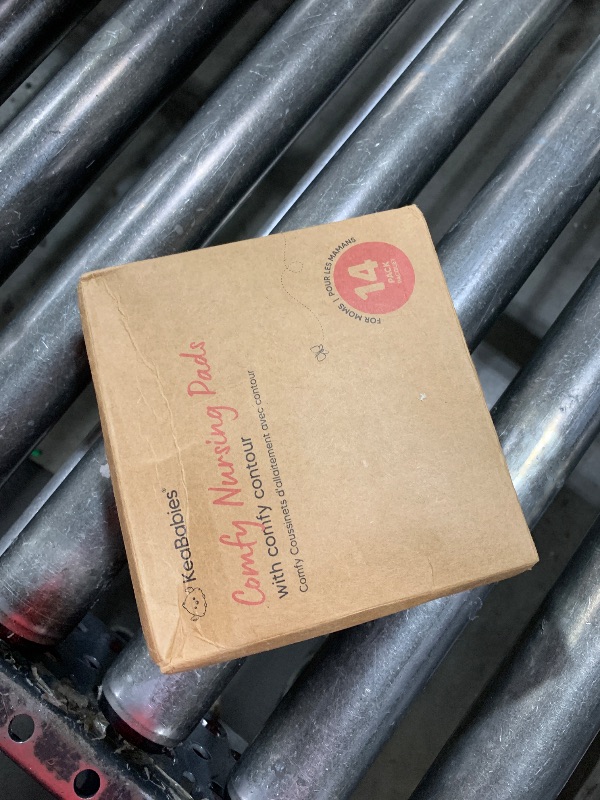 KeaBabies®
Comfy Nursing Pads
with comfy contour
Comfy Coussinets d'allaitement avec contour
FOR MOMS | POUR LES MAMANS
14
PACK